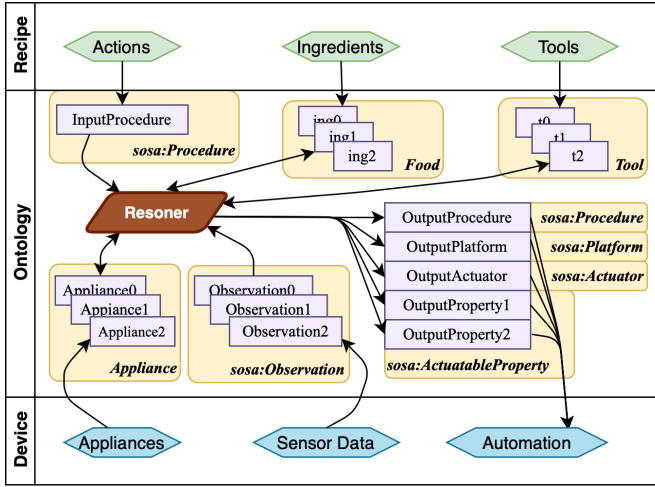 Recipe
Actions
Ingredients
Tools
Ontology
InputProcedure
sosa:Procedure
ing0
ing1
ing2
Food
t0
t1
t2
Tool
Resoner
OutputProcedure
sosa:Procedure
OutputPlatform
sosa:Platform
OutputActuator
sosa:Actuator
OutputProperty1
OutputProperty2
sosa:ActuatableProperty
Appliance0
Appiance1
Appliance2
Appliance
Observation0
Observation1
Observation2
sosa:Observation
Device
Appliances
Sensor Data
Automation